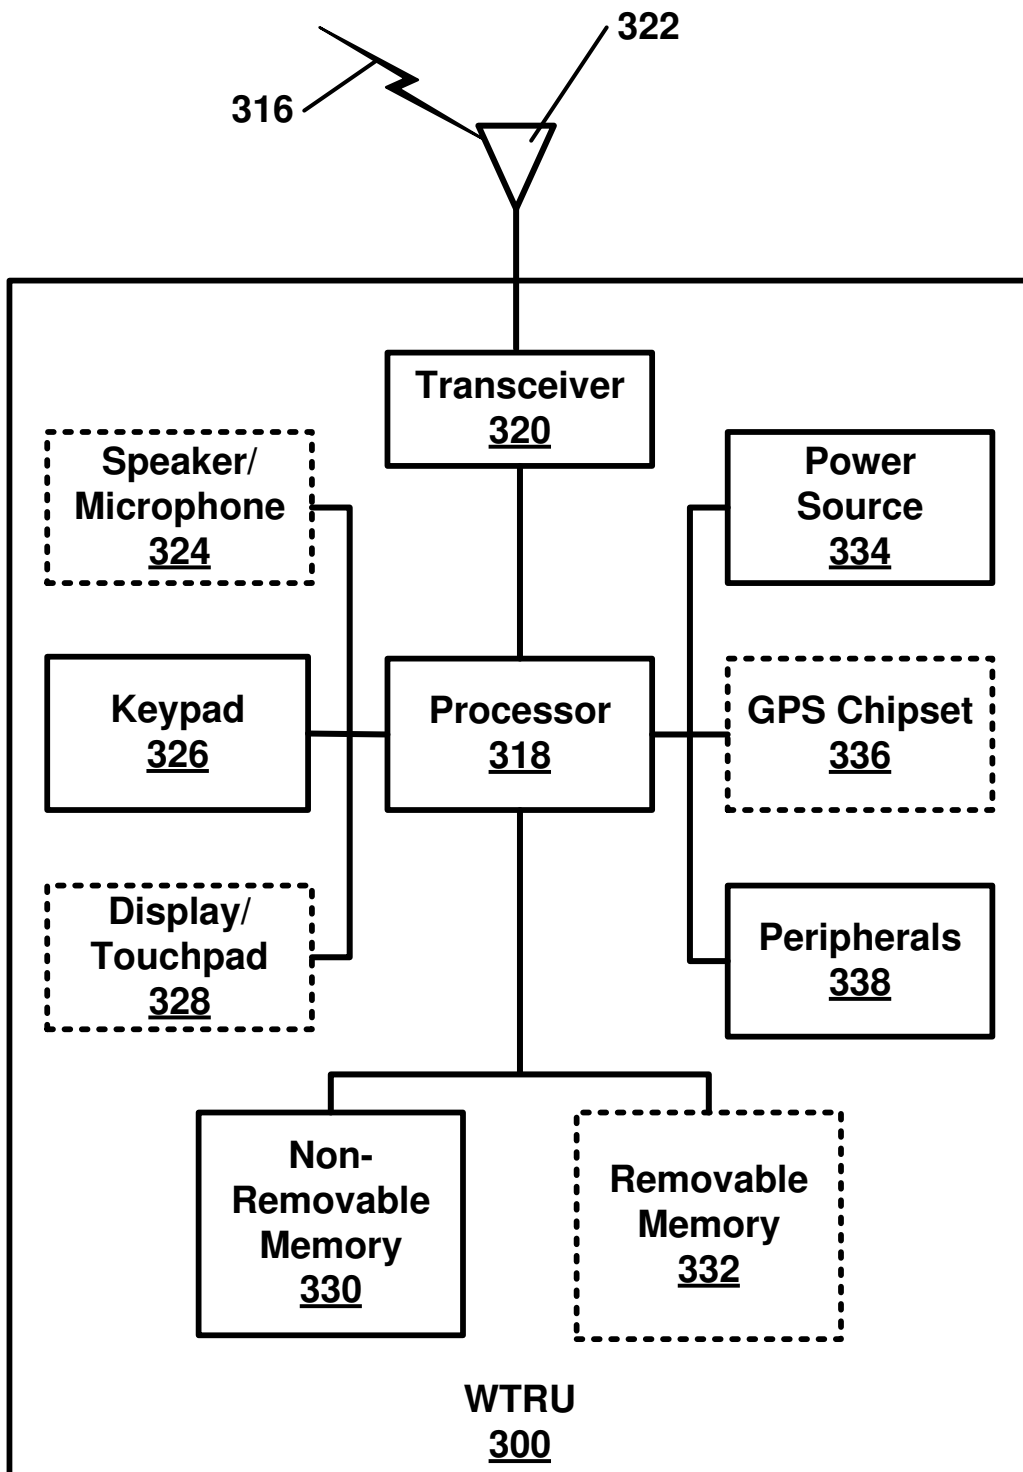 322
316
Transceiver
320
Speaker/
Microphone
324
Power
Source
334
Keypad
326
Processor
318
GPS Chipset
336
Display/
Touchpad
328
Peripherals
338
Non-
Removable
Memory
330
Removable
Memory
332
WTRU
300